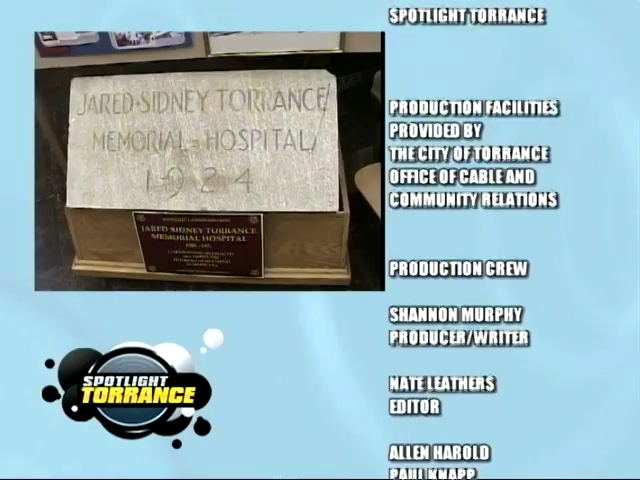 JARED·SIDNEY TORRANCE
MEMORIAL = HOSPITAL
1924
JARED SIDNEY TORRANCE
MEMORIAL HOSPITAL
SPOTLIGHT
TORRANCE
SPOTLIGHT TORRANCE
PRODUCTION FACILITIES
PROVIDED BY
THE CITY OF TORRANCE
OFFICE OF CABLE AND
COMMUNITY RELATIONS
PRODUCTION CREW
SHANNON MURPHY
PRODUCER/WRITER
NATE LEATHERS
EDITOR
ALLEN HAROLD
PAUL KNAPP